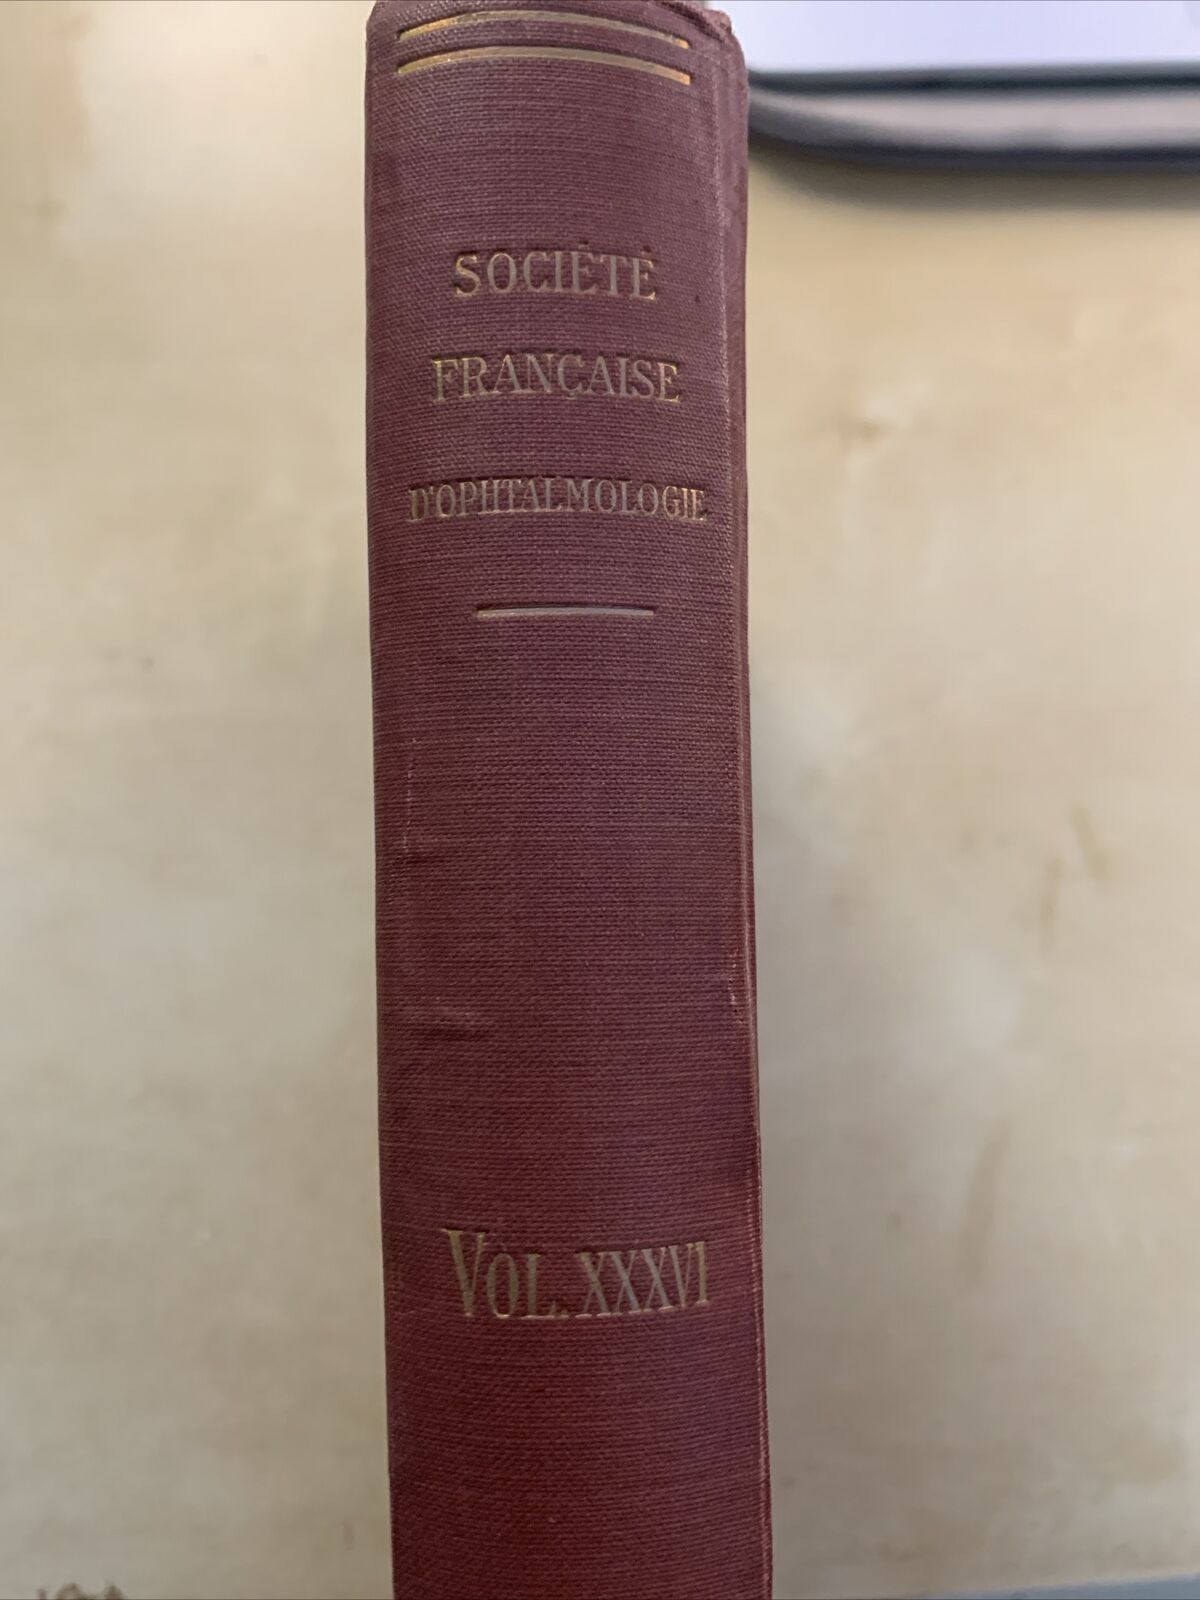 SOCIÉTÉ
FRANÇAISE
D'OPHTALMOLOGIE
VOL. XXXVI